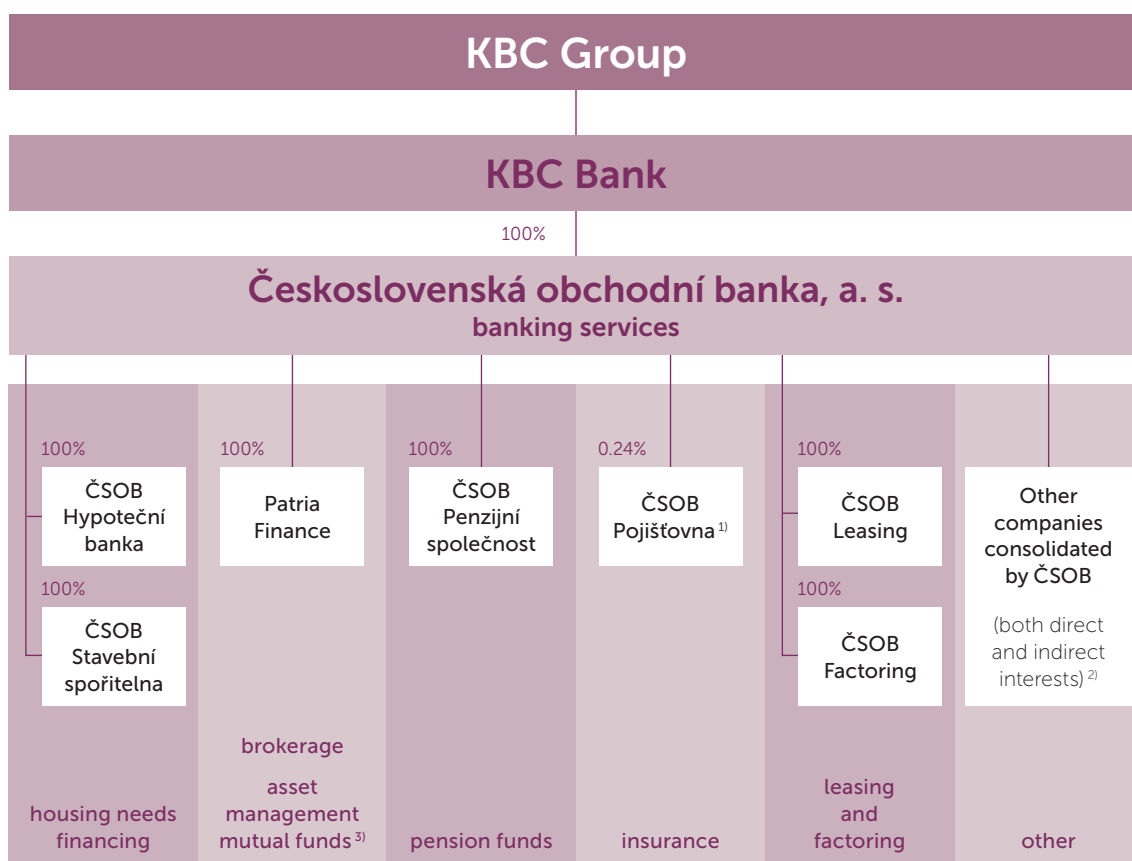 KBC Group
KBC Bank
100%
Československá obchodní banka, a. s.
banking services
100%
ČSOB
Hypoteční
banka
100%
ČSOB
Stavební
spořitelna
housing needs
financing
100%
Patria
Finance
brokerage
asset
management
mutual funds 3)
100%
ČSOB
Penzijní
společnost
pension funds
0.24%
ČSOB
Pojišťovna 1)
insurance
100%
ČSOB
Leasing
100%
ČSOB
Factoring
leasing
and
factoring
Other
companies
consolidated
by ČSOB
(both direct
and indirect
interests) 2)
other